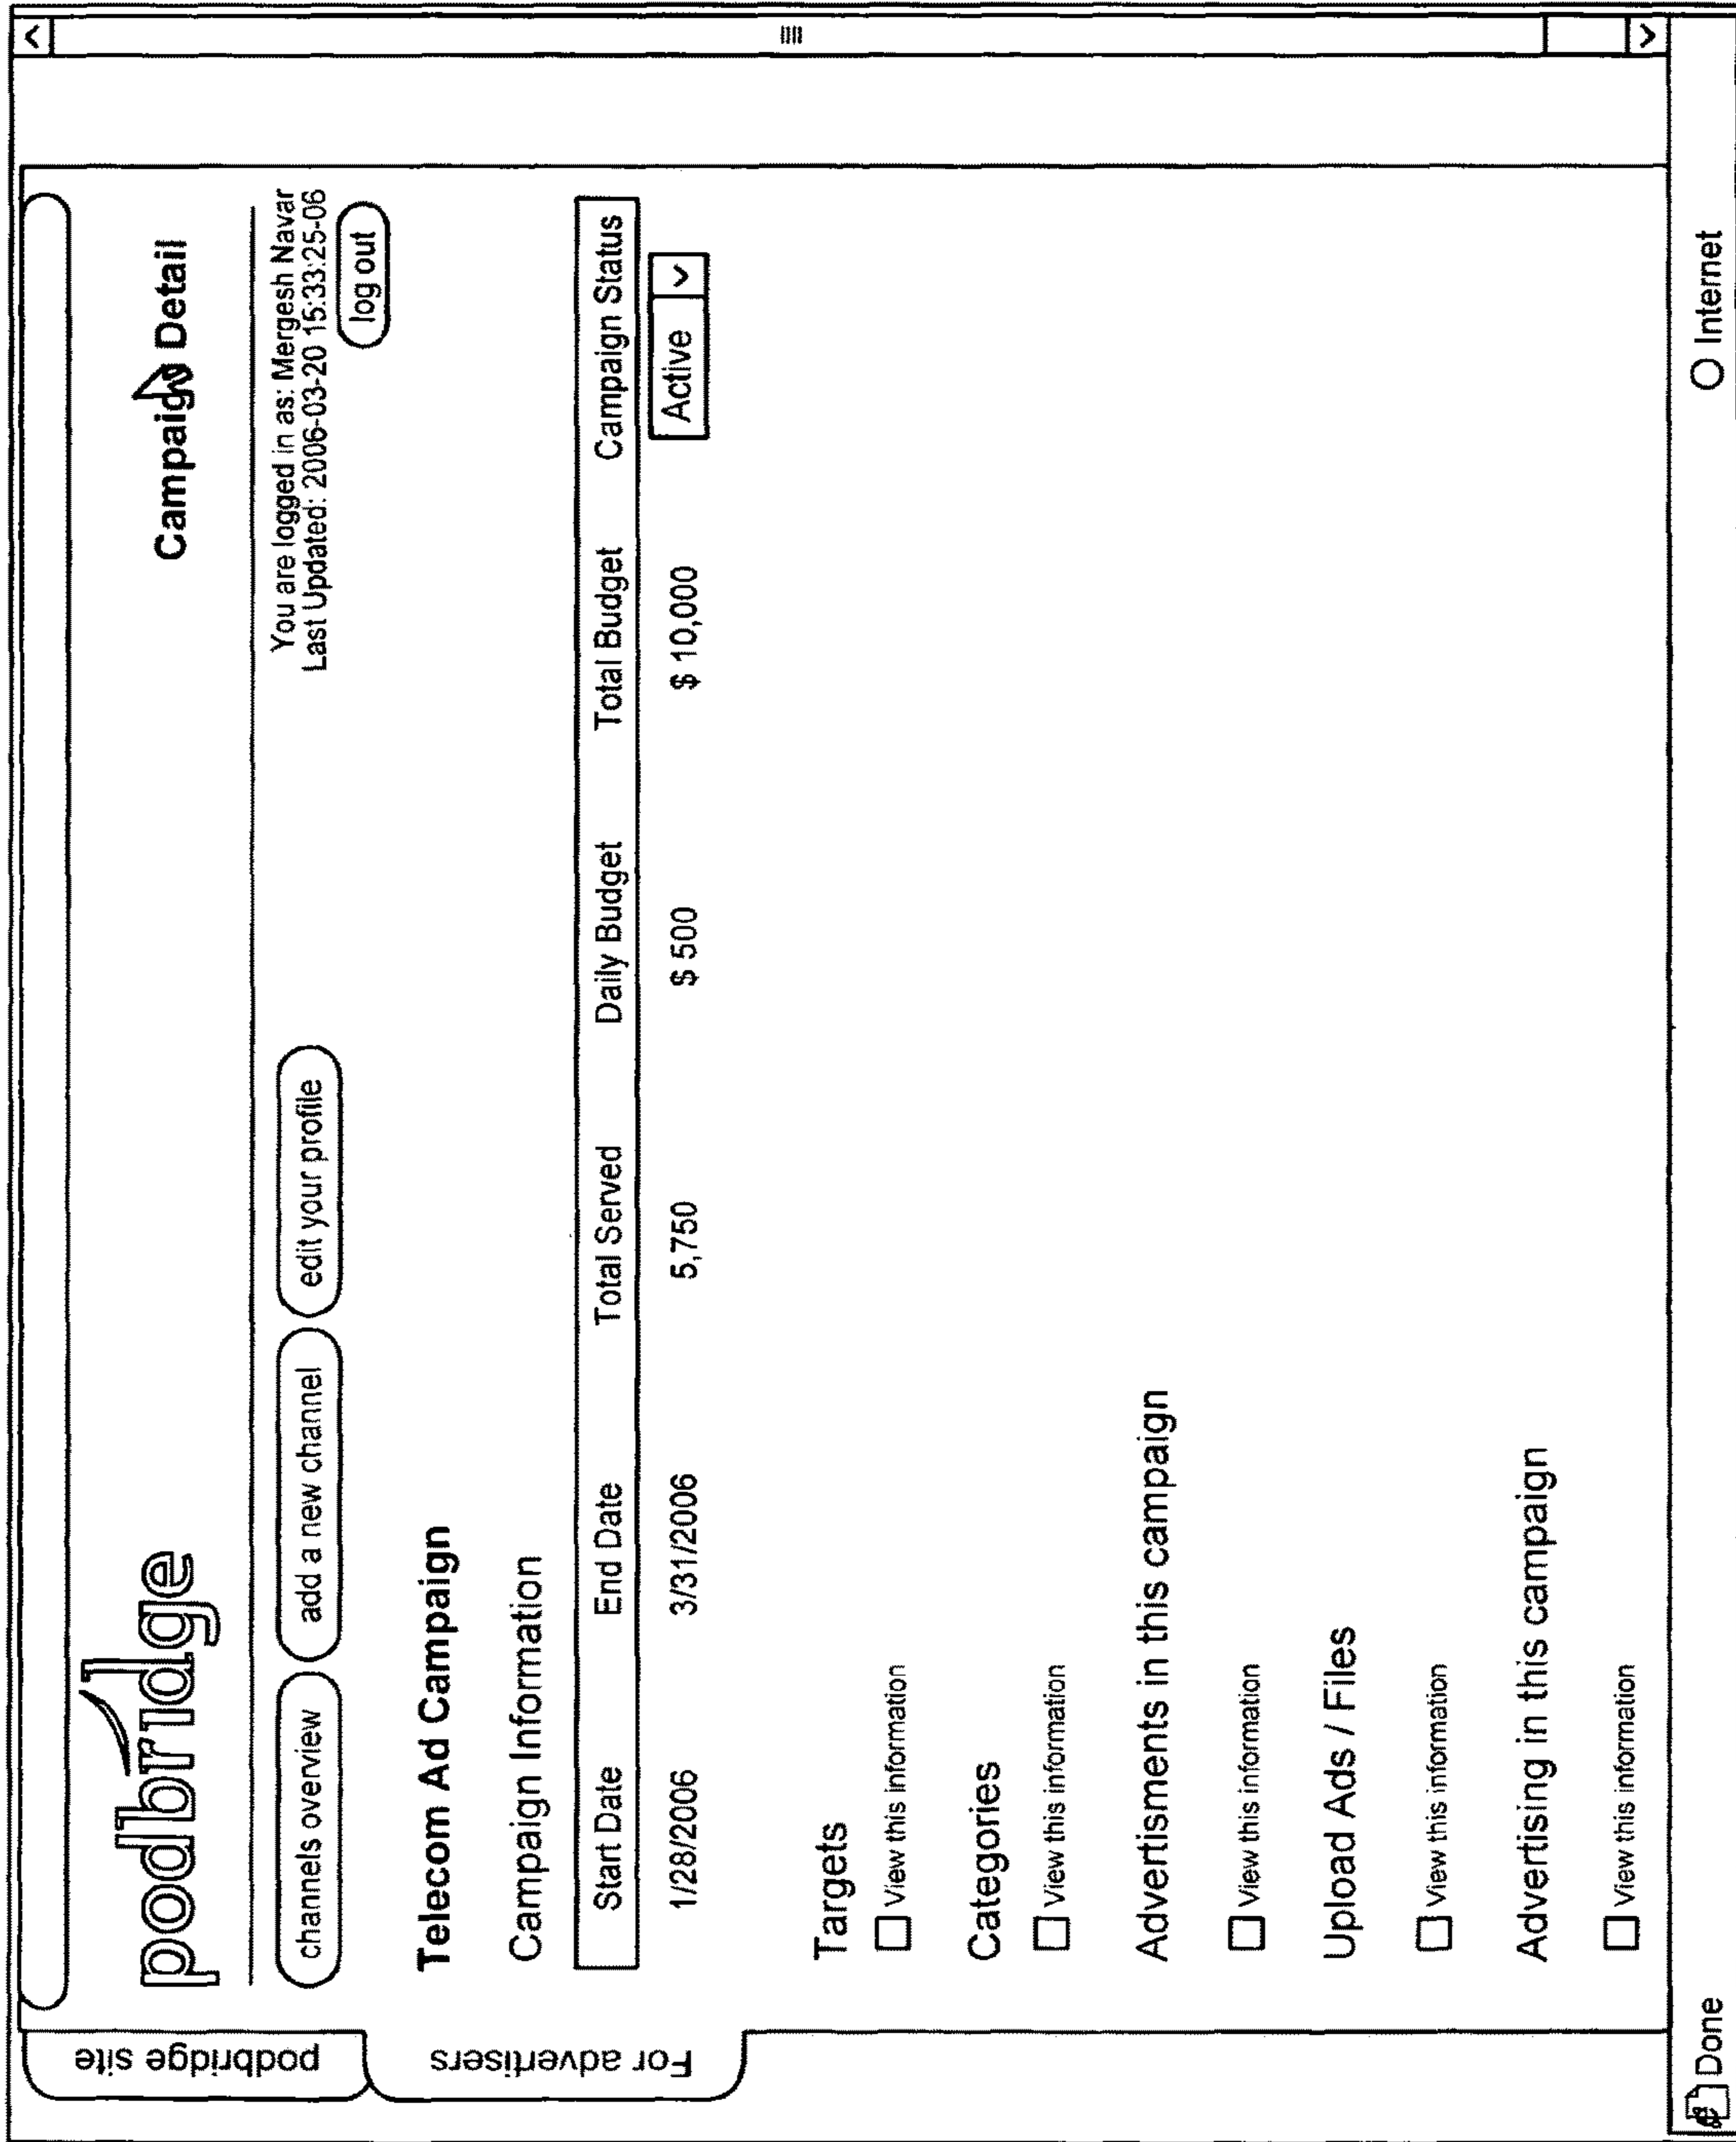 podbridge site
For advertisers
podbridge
Campaign Detail
channels overview add a new channel edit your profile
You are logged in as: Mergesh Navar
Last Updated: 2006-03-20 15:33:25-06
log out
Telecom Ad Campaign
Campaign Information
Start Date End Date Total Served Daily Budget Total Budget Campaign Status
1/28/2006 3/31/2006 5,750 $ 500 $ 10,000 Active
Targets
View this information
Categories
View this information
Advertisments in this campaign
View this information
Upload Ads / Files
View this information
Advertising in this campaign
View this information
Done Internet